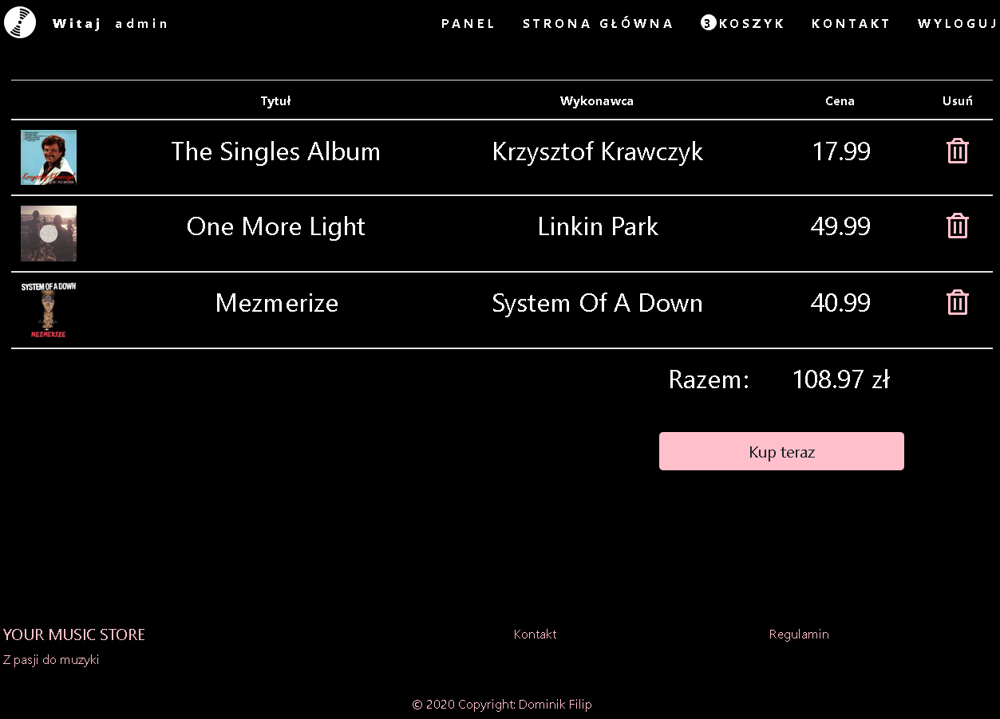 Witaj admin PANEL STRONA GŁÓWNA 3 KOSZYK KONTAKT WYLOGUJ
Tytuł Wykonawca Cena Usuń
The Singles Album Krzysztof Krawczyk 17.99
One More Light Linkin Park 49.99
SYSTEM OF A DOWN
MEZMERIZE
Mezmerize System Of A Down 40.99
Razem: 108.97 zł
Kup teraz
YOUR MUSIC STORE Kontakt Regulamin
Z pasji do muzyki
© 2020 Copyright: Dominik Filip